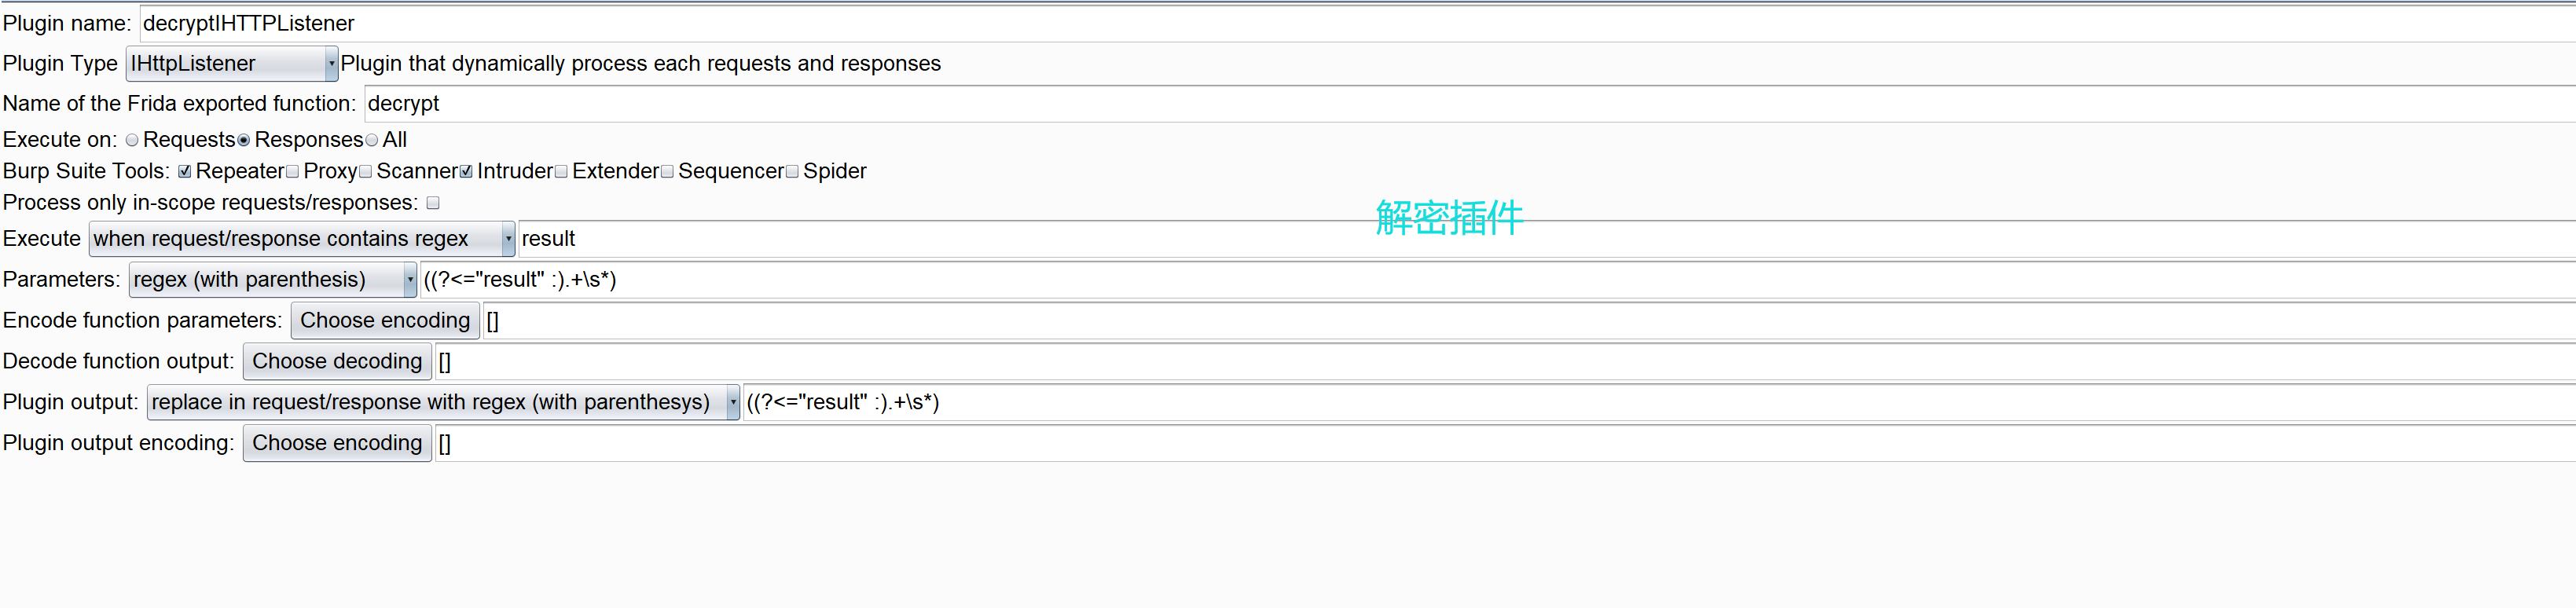 Plugin name: decryptIHTTPListener
Plugin Type IHttpListener Plugin that dynamically process each requests and responses
Name of the Frida exported function: decrypt
Execute on: Requests Responses All
Burp Suite Tools: Repeater Proxy Scanner Intruder Extender Sequencer Spider
Process only in-scope requests/responses:
解密插件
Execute when request/response contains regex result
Parameters: regex (with parenthesis) ((?<="result" :).+\s*)
Encode function parameters: Choose encoding []
Decode function output: Choose decoding []
Plugin output: replace in request/response with regex (with parenthesys) ((?<="result" :).+\s*)
Plugin output encoding: Choose encoding []